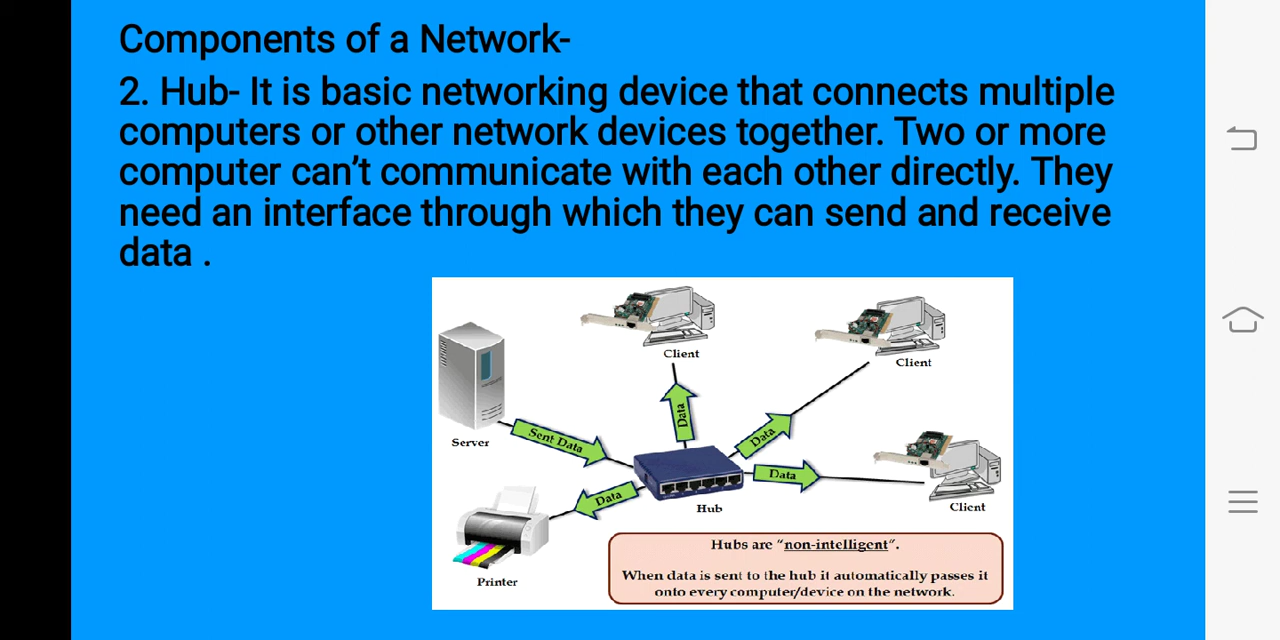 Components of a Network-
2. Hub- It is basic networking device that connects multiple
computers or other network devices together. Two or more
computer can't communicate with each other directly. They
need an interface through which they can send and receive
data .
Client
Client
Server
Sent Data
Data
Data
Data
Data
Hub
Client
Printer
Hubs are "non-intelligent".
When data is sent to the hub it automatically passes it
onto every computer/device on the network.